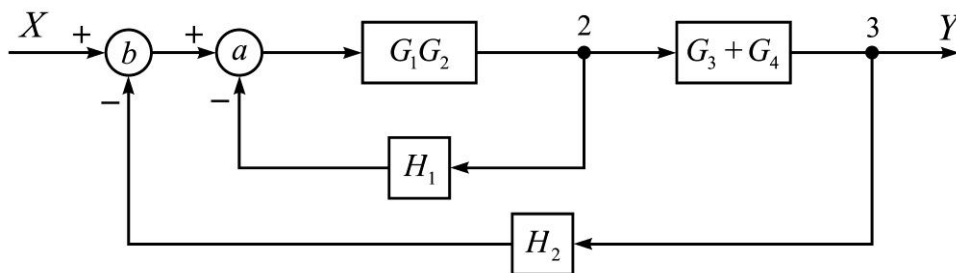 X + b + a G₁G₂ 2 G₃ + G₄ 3 Y
− −
H₁
H₂